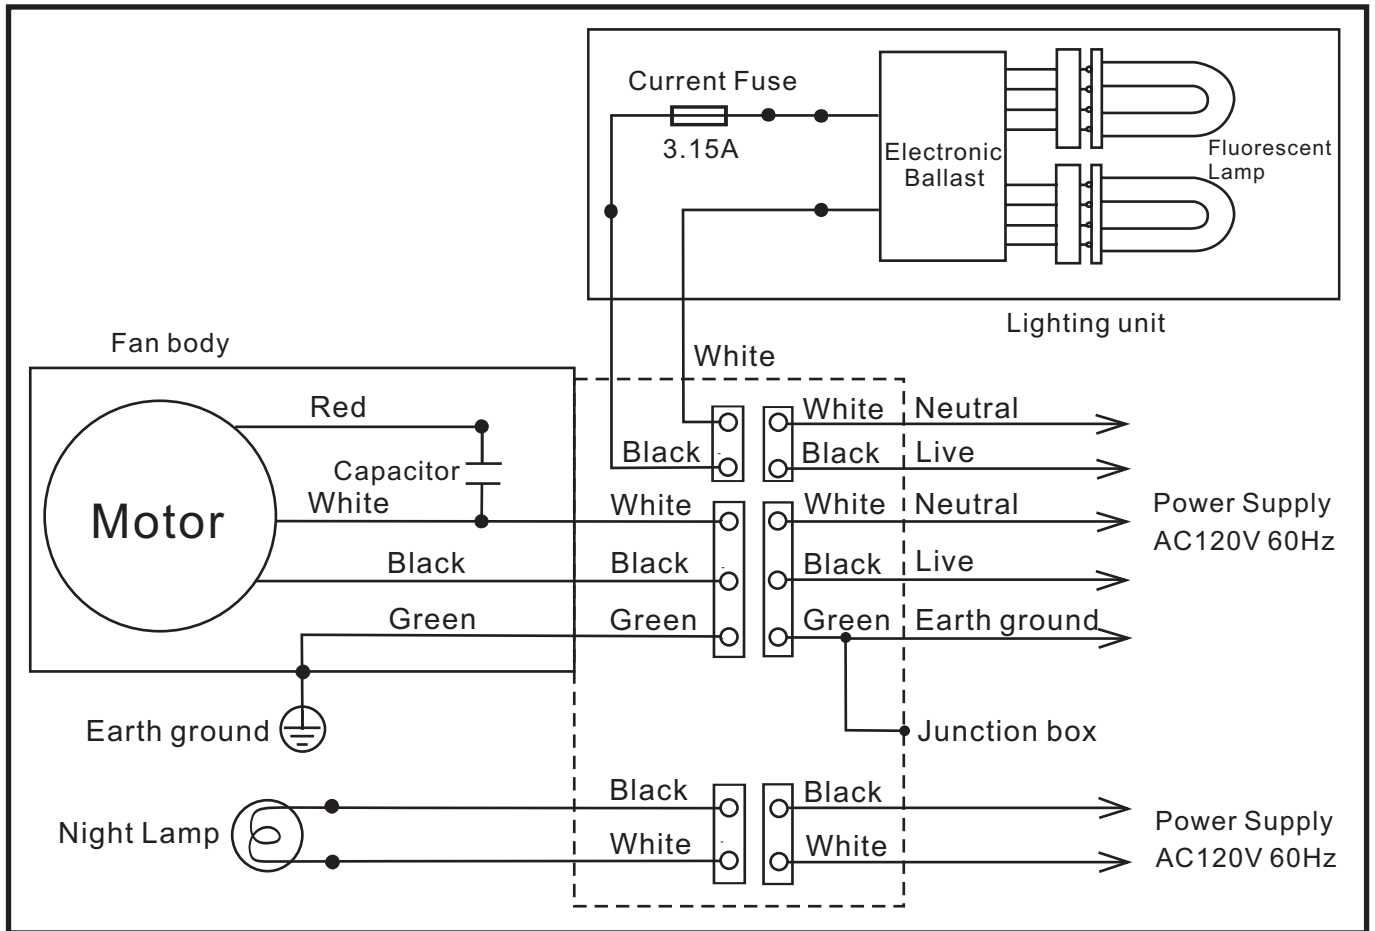 Current Fuse
3.15A
Electronic
Ballast
Fluorescent
Lamp
Lighting unit
Fan body
White
Red
White Neutral
Black
Black Live
Capacitor
White
White
White Neutral
Power Supply
AC120V 60Hz
Motor
Black
Black
Black Live
Green
Green
Green Earth ground
Earth ground
Junction box
Black
Black
Night Lamp
White
White
Power Supply
AC120V 60Hz